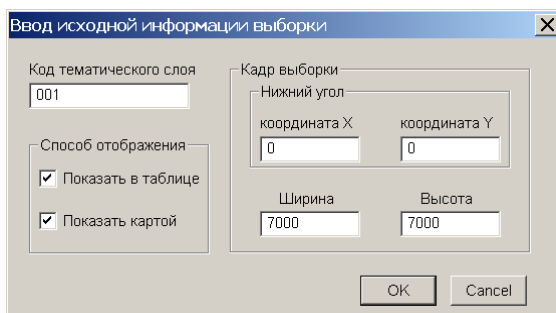 Ввод исходной информации выборки
Код тематического слоя
001
Способ отображения
Показать в таблице
Показать картой
Кадр выборки
Нижний угол
координата X координата Y
0 0
Ширина Высота
7000 7000
OK Cancel